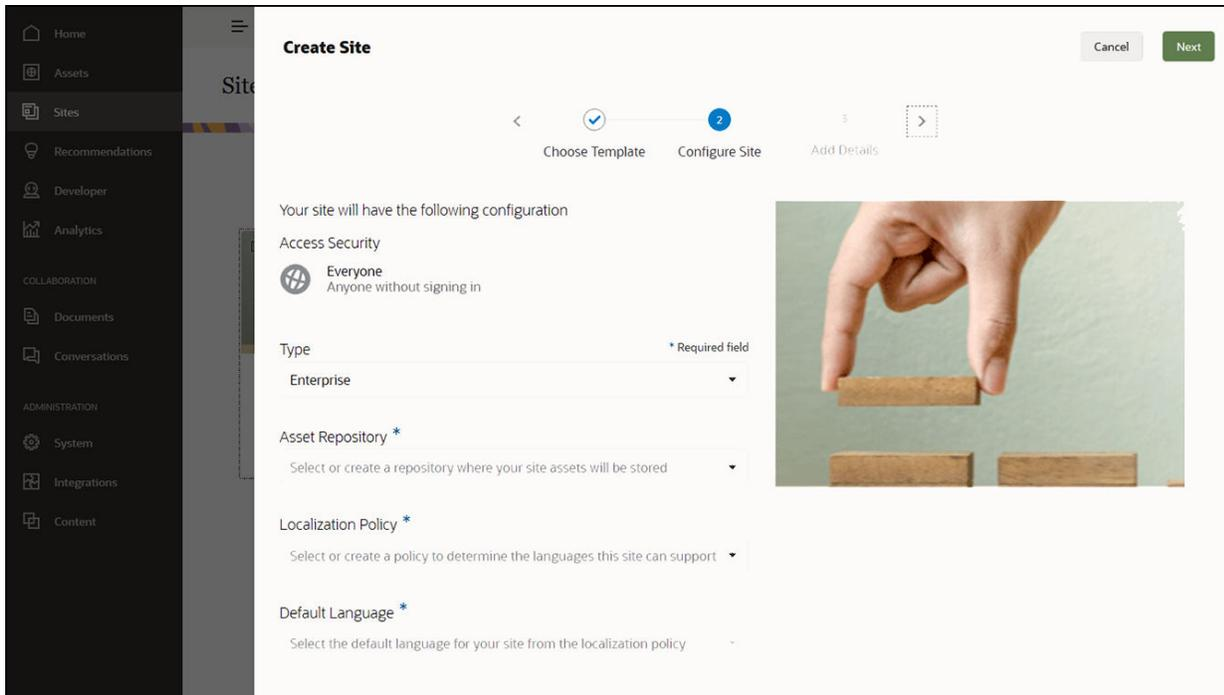 Home
Assets
Sites
Recommendations
Developer
Analytics
COLLABORATION
Documents
Conversations
ADMINISTRATION
System
Integrations
Content
Site
Create Site
Cancel
Next
2
3
Choose Template
Configure Site
Add Details
Your site will have the following configuration
Access Security
Everyone
Anyone without signing in
Type
* Required field
Enterprise
Asset Repository *
Select or create a repository where your site assets will be stored
Localization Policy *
Select or create a policy to determine the languages this site can support
Default Language *
Select the default language for your site from the localization policy